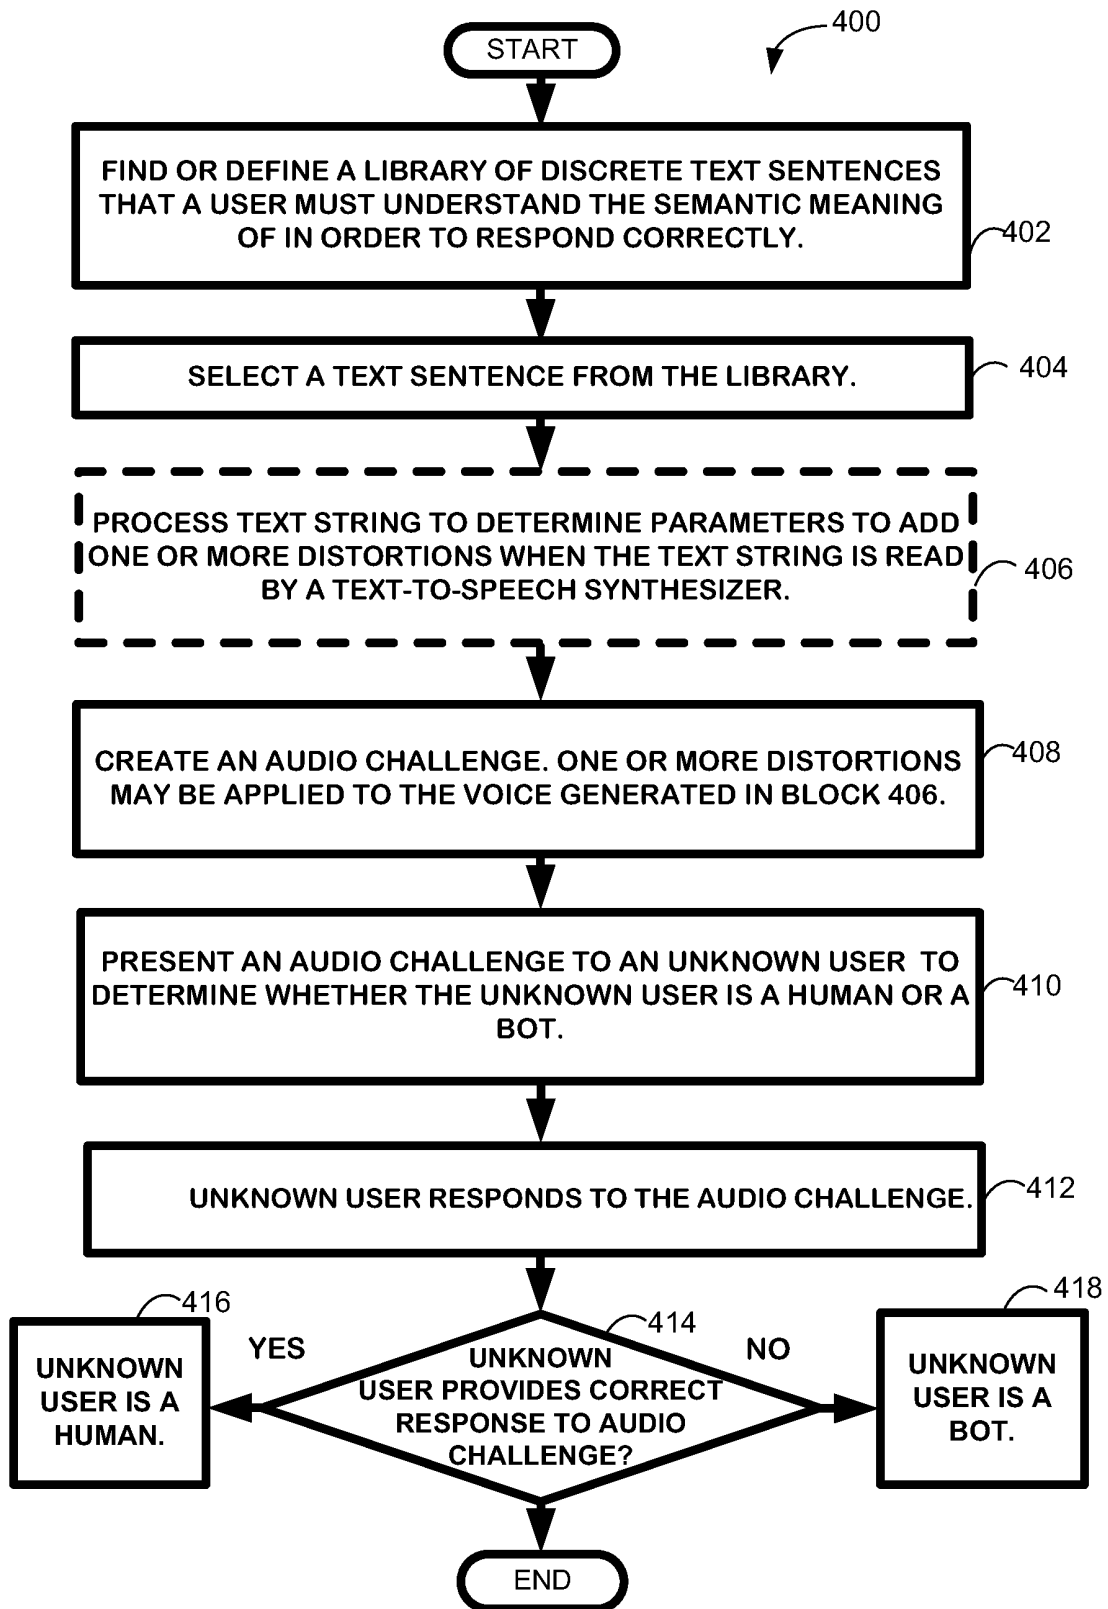 START
400
FIND OR DEFINE A LIBRARY OF DISCRETE TEXT SENTENCES
THAT A USER MUST UNDERSTAND THE SEMANTIC MEANING
OF IN ORDER TO RESPOND CORRECTLY.
402
SELECT A TEXT SENTENCE FROM THE LIBRARY.
404
PROCESS TEXT STRING TO DETERMINE PARAMETERS TO ADD
ONE OR MORE DISTORTIONS WHEN THE TEXT STRING IS READ
BY A TEXT-TO-SPEECH SYNTHESIZER.
406
CREATE AN AUDIO CHALLENGE. ONE OR MORE DISTORTIONS
MAY BE APPLIED TO THE VOICE GENERATED IN BLOCK 406.
408
PRESENT AN AUDIO CHALLENGE TO AN UNKNOWN USER TO
DETERMINE WHETHER THE UNKNOWN USER IS A HUMAN OR A
BOT.
410
UNKNOWN USER RESPONDS TO THE AUDIO CHALLENGE.
412
416
UNKNOWN
USER IS A
HUMAN.
YES
414
UNKNOWN
USER PROVIDES CORRECT
RESPONSE TO AUDIO
CHALLENGE?
NO
418
UNKNOWN
USER IS A
BOT.
END